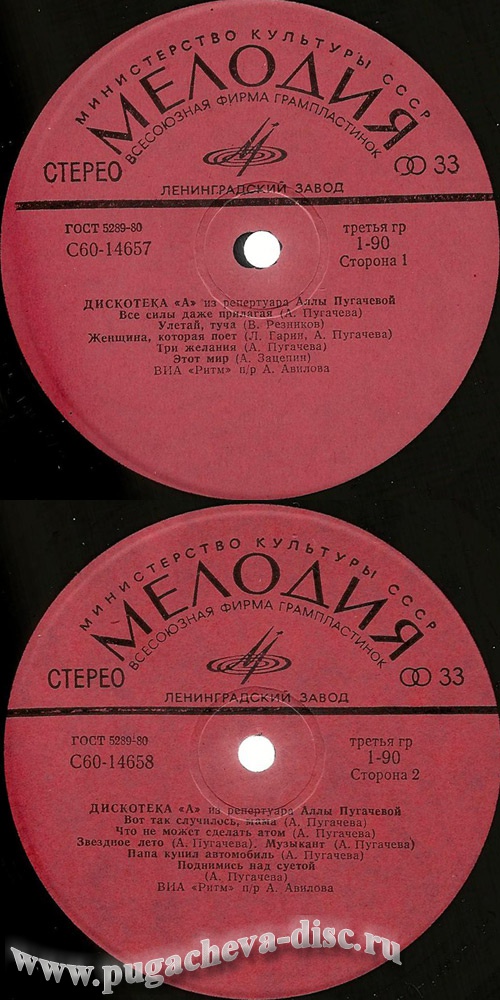 МИНИСТЕРСТВО КУЛЬТУРЫ СССР
МЕЛОДИЯ
ВСЕСОЮЗНАЯ ФИРМА ГРАМПЛАСТИНОК
СТЕРЕО
33
ЛЕНИНГРАДСКИЙ ЗАВОД
ГОСТ 5289-80
третья гр
С60-14657
1-90
Сторона 1
ДИСКОТЕКА «А» из репертуара Аллы Пугачевой
Все силы даже прилагая (А. Пугачева)
Улетай, туча (В. Резников)
Женщина, которая поет (Л. Гарин, А. Пугачева)
Три желания (А. Пугачева)
Этот мир (А. Зацепин)
ВИА «Ритм» п/р А. Авилова
МИНИСТЕРСТВО КУЛЬТУРЫ СССР
МЕЛОДИЯ
ВСЕСОЮЗНАЯ ФИРМА ГРАМПЛАСТИНОК
СТЕРЕО
33
ЛЕНИНГРАДСКИЙ ЗАВОД
ГОСТ 5289-80
третья гр
С60-14658
1-90
Сторона 2
ДИСКОТЕКА «А» из репертуара Аллы Пугачевой
Вот так случилось, мама (А. Пугачева)
Что не может сделать атом (А. Пугачева)
Звездное лето (А. Пугачева). Музыкант (А. Пугачева)
Папа купил автомобиль (А. Пугачева)
Поднимись над суетой
(А. Пугачева)
ВИА «Ритм» п/р А. Авилова
www.pugacheva-disc.ru